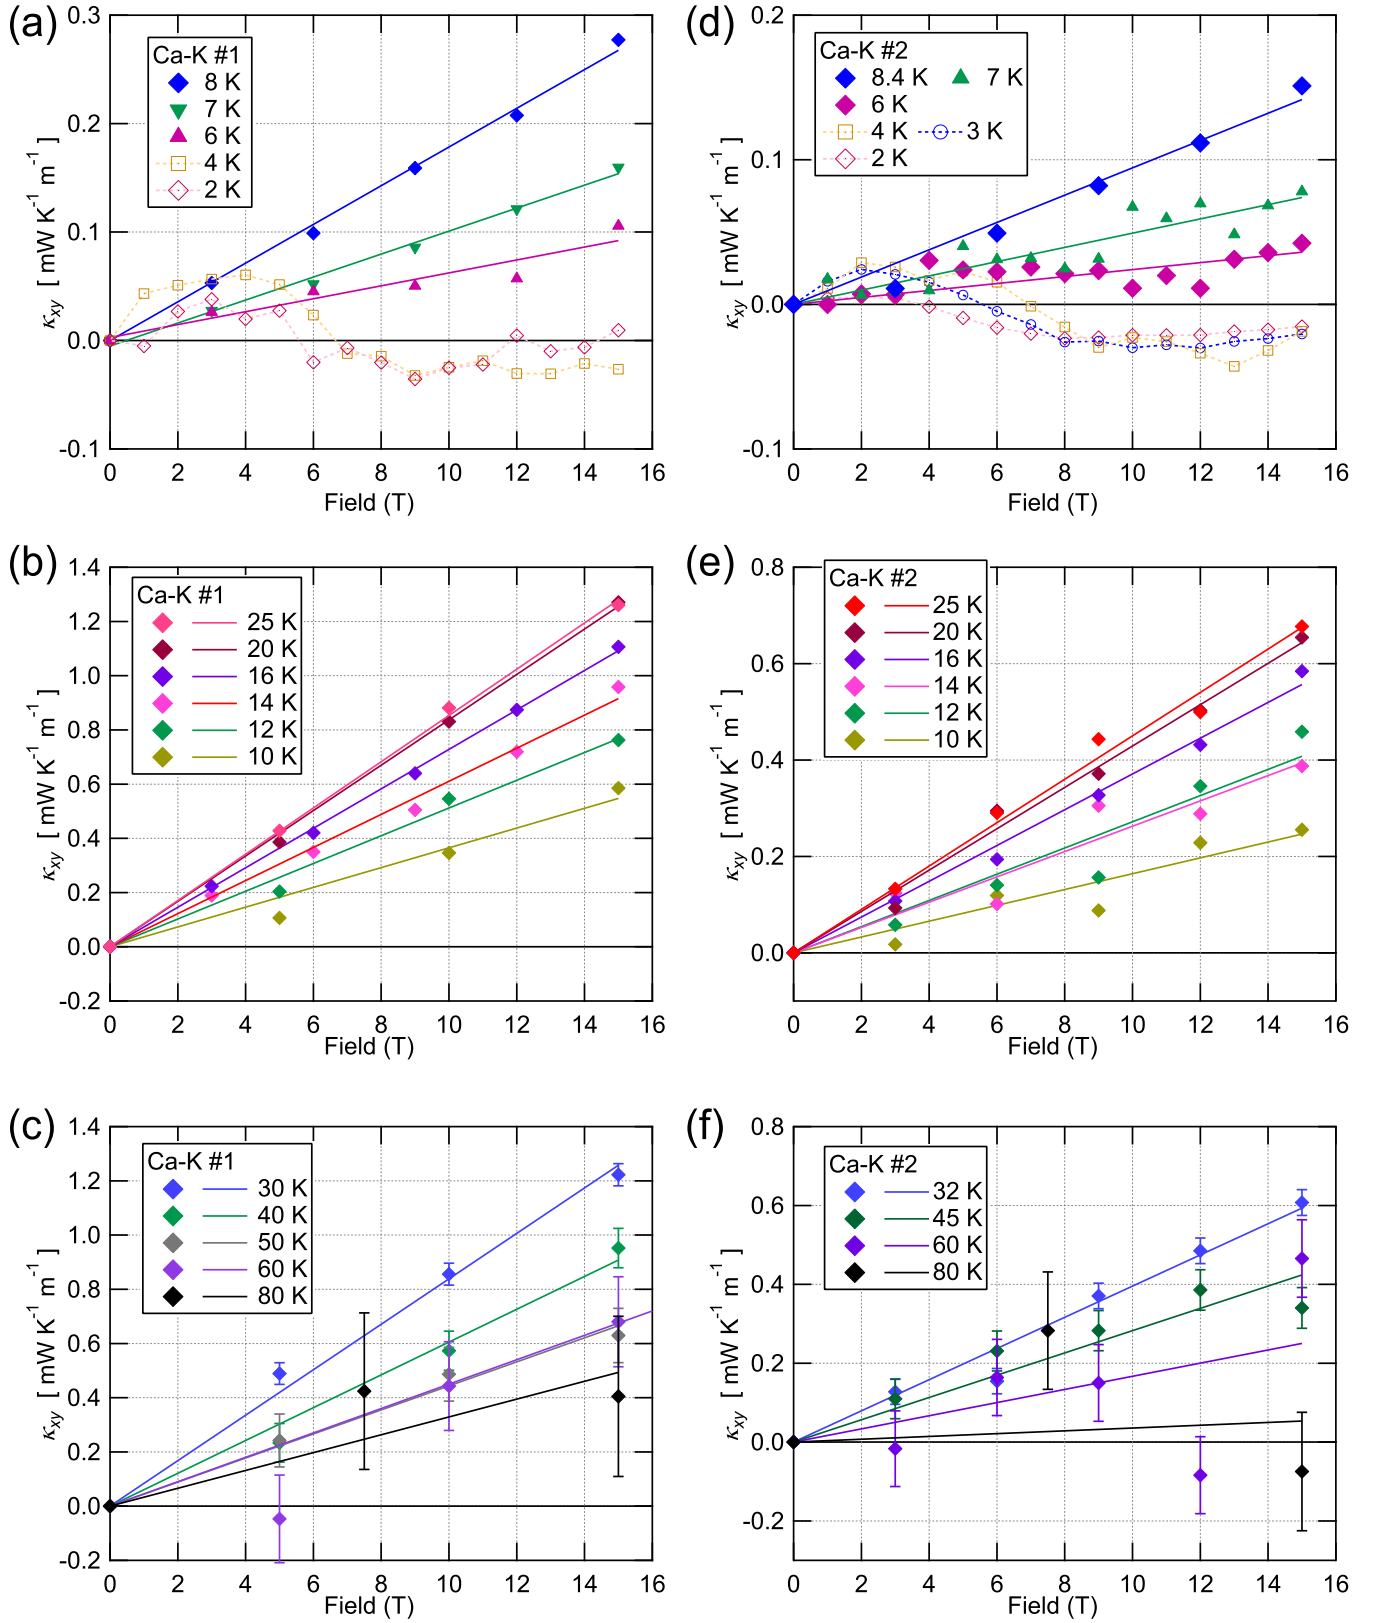 (a)
0.3
0.2
0.1
0.0
-0.1
κxy [ mW K⁻¹ m⁻¹ ]
Ca-K #1
8 K
7 K
6 K
4 K
2 K
0 2 4 6 8 10 12 14 16
Field (T)
(d)
0.2
0.1
0.0
-0.1
κxy [ mW K⁻¹ m⁻¹ ]
Ca-K #2
8.4 K 7 K
6 K
4 K 3 K
2 K
0 2 4 6 8 10 12 14 16
Field (T)
(b)
1.4
1.2
1.0
0.8
0.6
0.4
0.2
0.0
-0.2
κxy [ mW K⁻¹ m⁻¹ ]
Ca-K #1
25 K
20 K
16 K
14 K
12 K
10 K
0 2 4 6 8 10 12 14 16
Field (T)
(e)
0.8
0.6
0.4
0.2
0.0
κxy [ mW K⁻¹ m⁻¹ ]
Ca-K #2
25 K
20 K
16 K
14 K
12 K
10 K
0 2 4 6 8 10 12 14 16
Field (T)
(c)
1.4
1.2
1.0
0.8
0.6
0.4
0.2
0.0
-0.2
κxy [ mW K⁻¹ m⁻¹ ]
Ca-K #1
30 K
40 K
50 K
60 K
80 K
0 2 4 6 8 10 12 14 16
Field (T)
(f)
0.8
0.6
0.4
0.2
0.0
-0.2
κxy [ mW K⁻¹ m⁻¹ ]
Ca-K #2
32 K
45 K
60 K
80 K
0 2 4 6 8 10 12 14 16
Field (T)